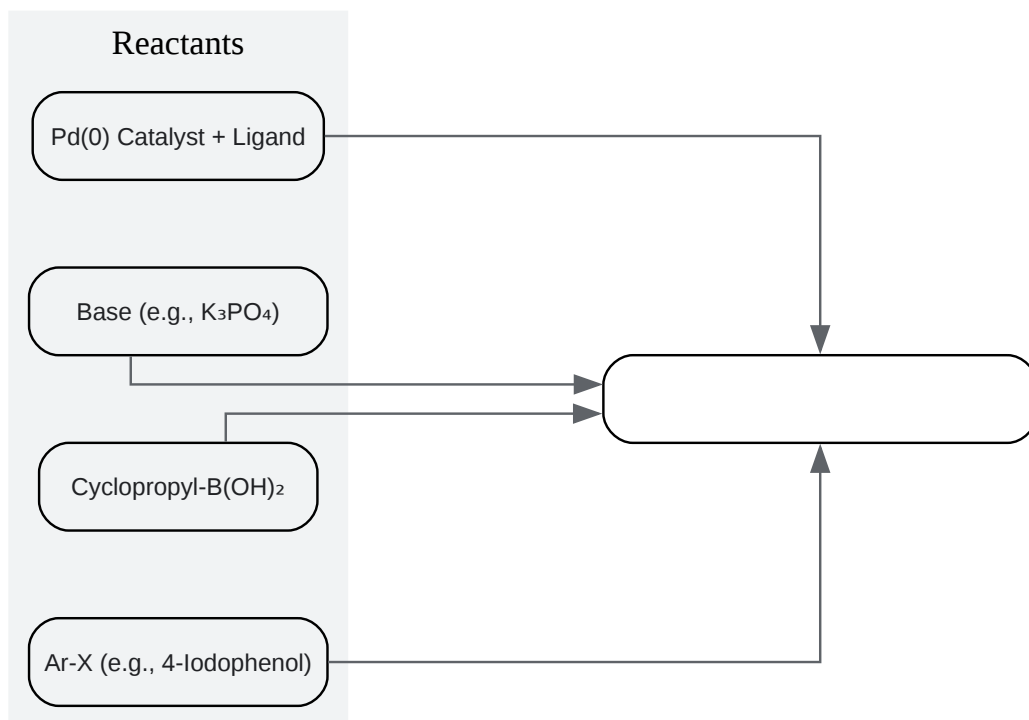 Reactants
Pd(0) Catalyst + Ligand
Base (e.g., K₃PO₄)
Cyclopropyl-B(OH)₂
Ar-X (e.g., 4-Iodophenol)